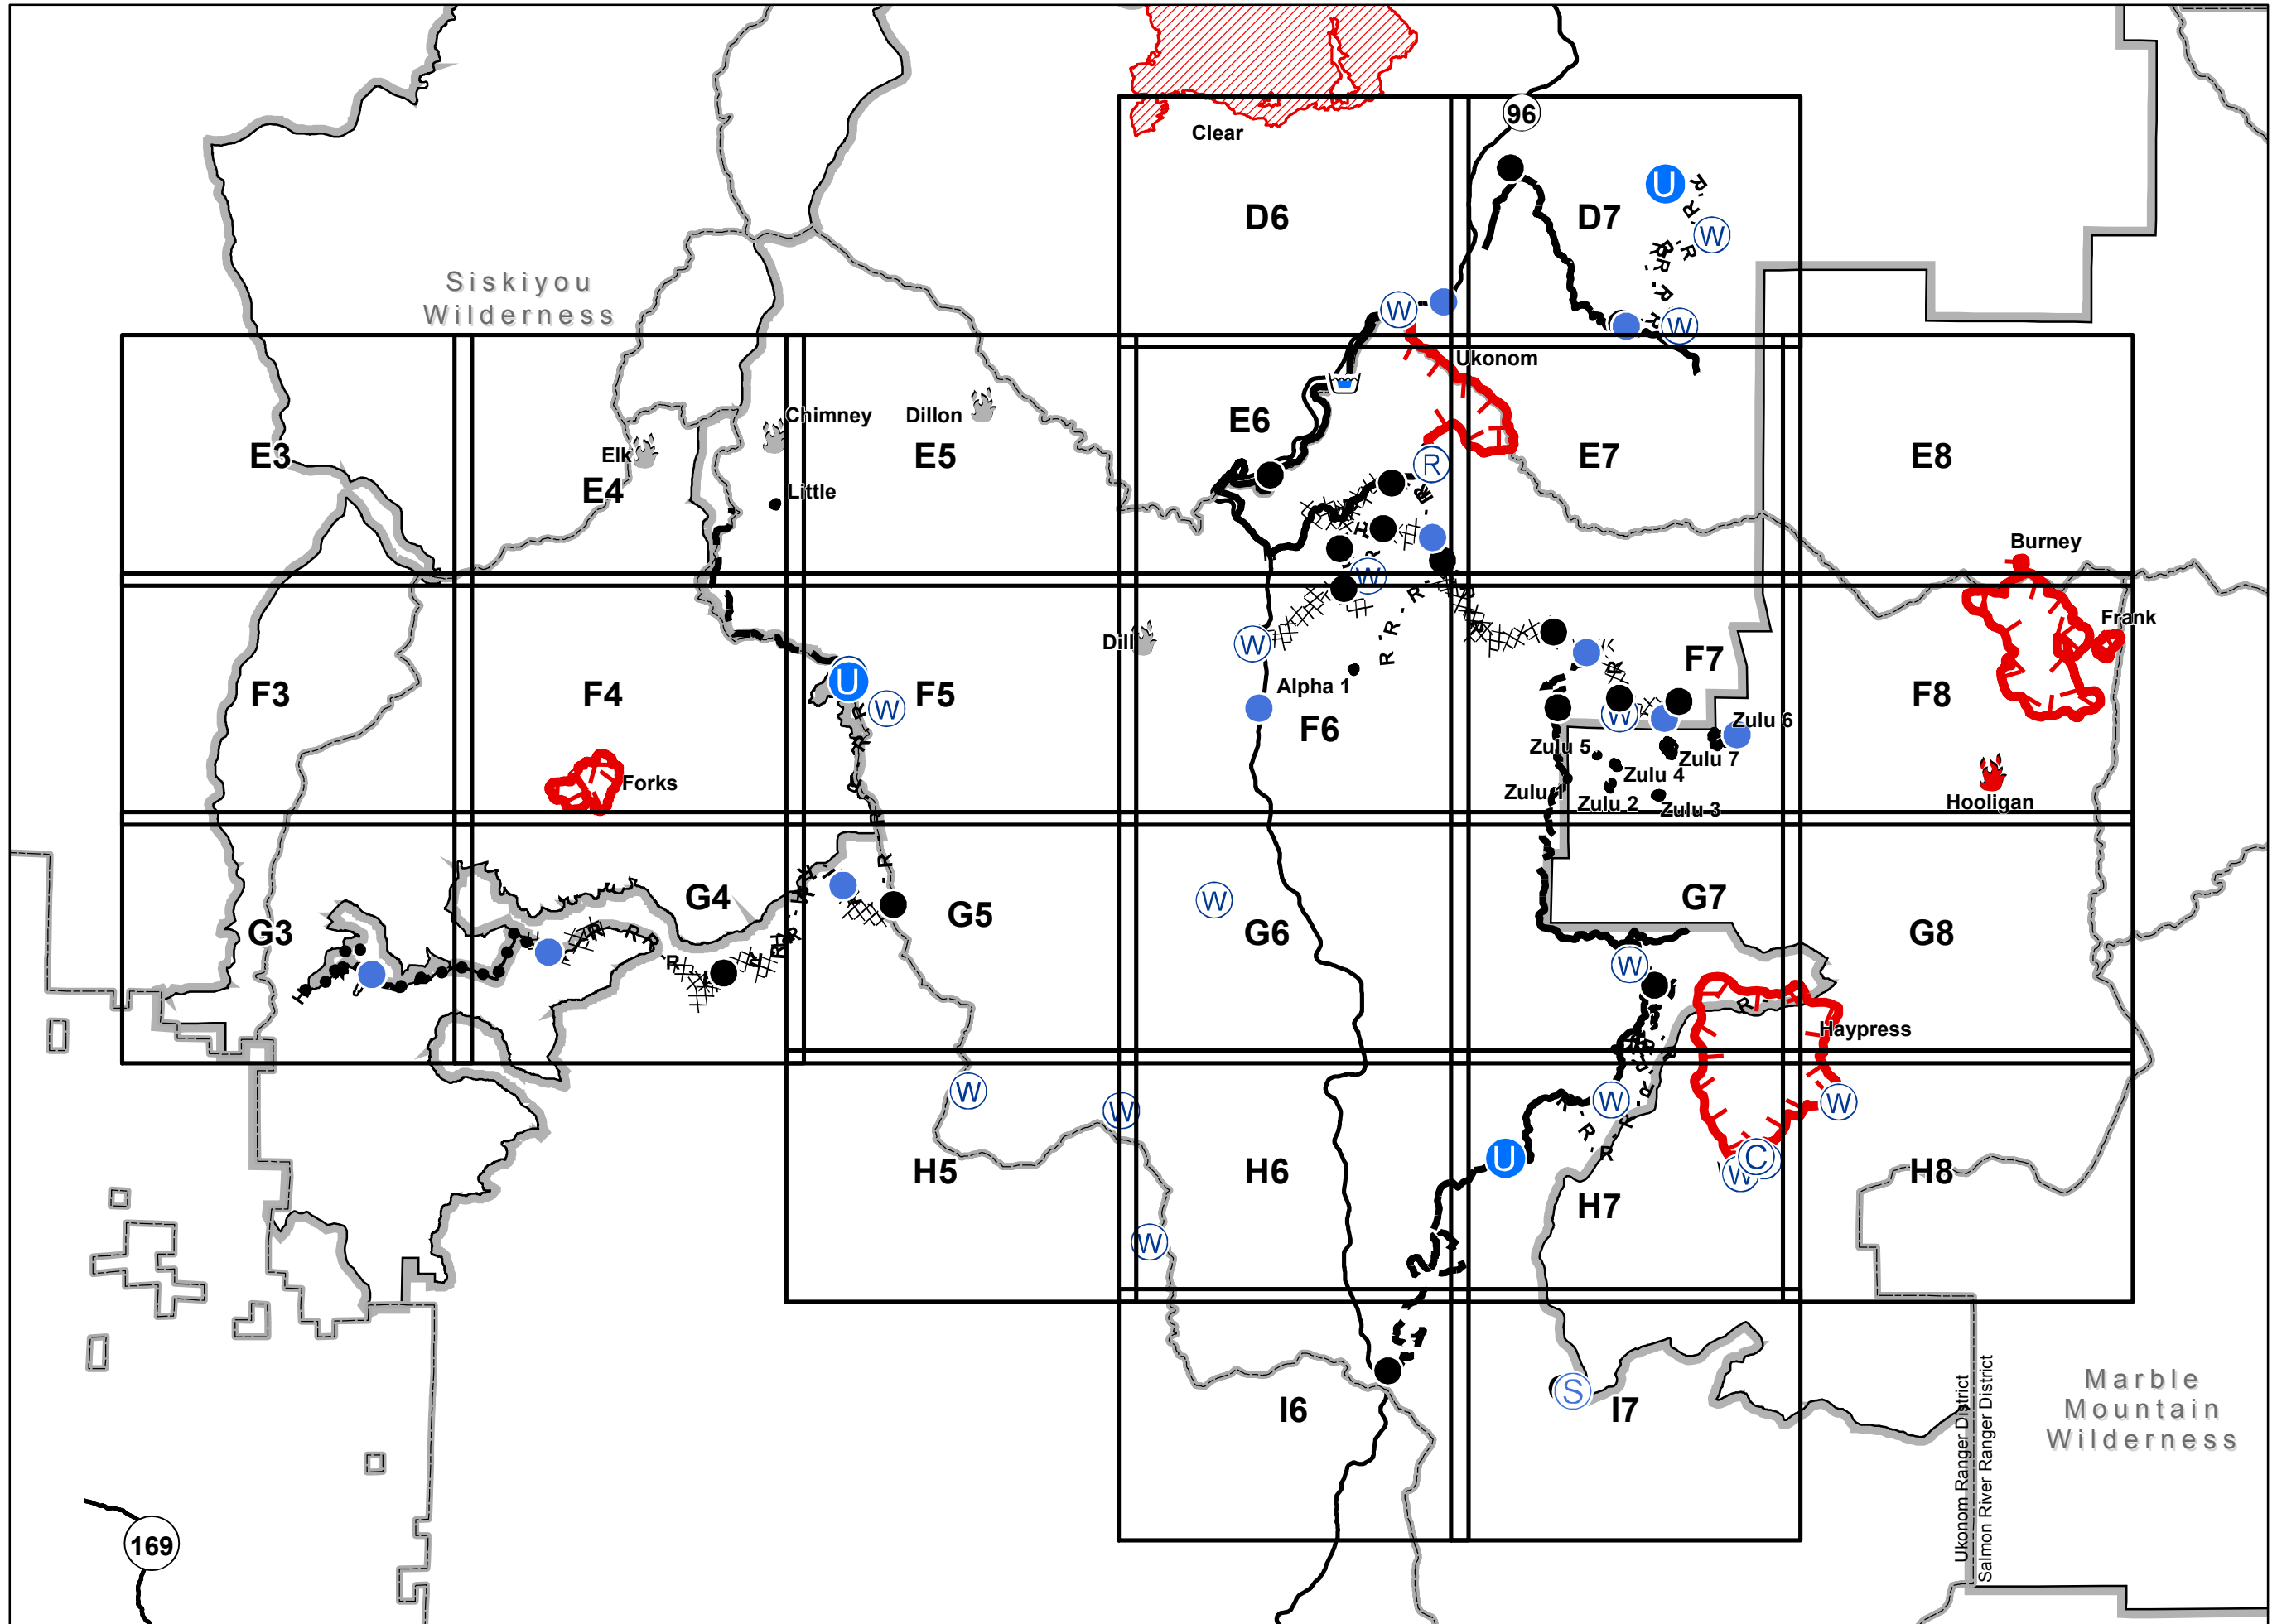 96
Clear
D6
D7
U
W
W
W
Siskiyou
Wilderness
Ukonom
Chimney
Dillon
E6
Elk
E3
E4
E5
E7
E8
R
Little
Burney
W
Frank
W
Dill
F7
Alpha 1
F3
F4
U
W
F5
F6
F8
W
Zulu 6
Zulu 5
Zulu 7
Zulu 4
Forks
Zulu 1
Zulu 2
Zulu 3
Hooligan
G4
W
G7
G3
G5
G6
G8
W
Haypress
W
W
W
W
U
C
W
H5
H6
H7
H8
W
S
I6
I7
Marble
Mountain
Wilderness
Ukonom Ranger District
Salmon River Ranger District
169